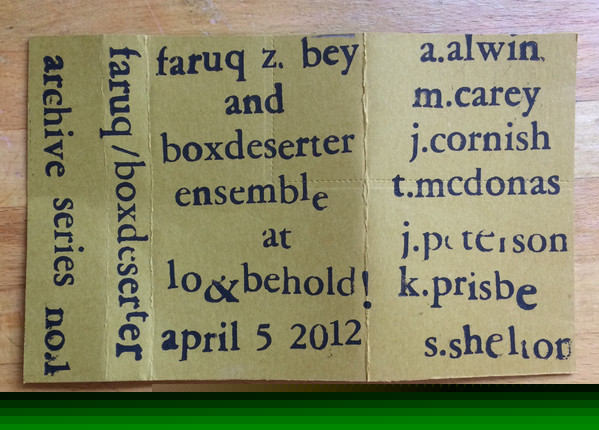 archive series no.1
faruq/boxdeserter
faruq z. bey
and
boxdeserter
ensemble
at
lo&behold!
april 5 2012
a.alwin.
m.carey
j.cornish
t.mcdonas
j.peterson
k.prisbe
s.shelton